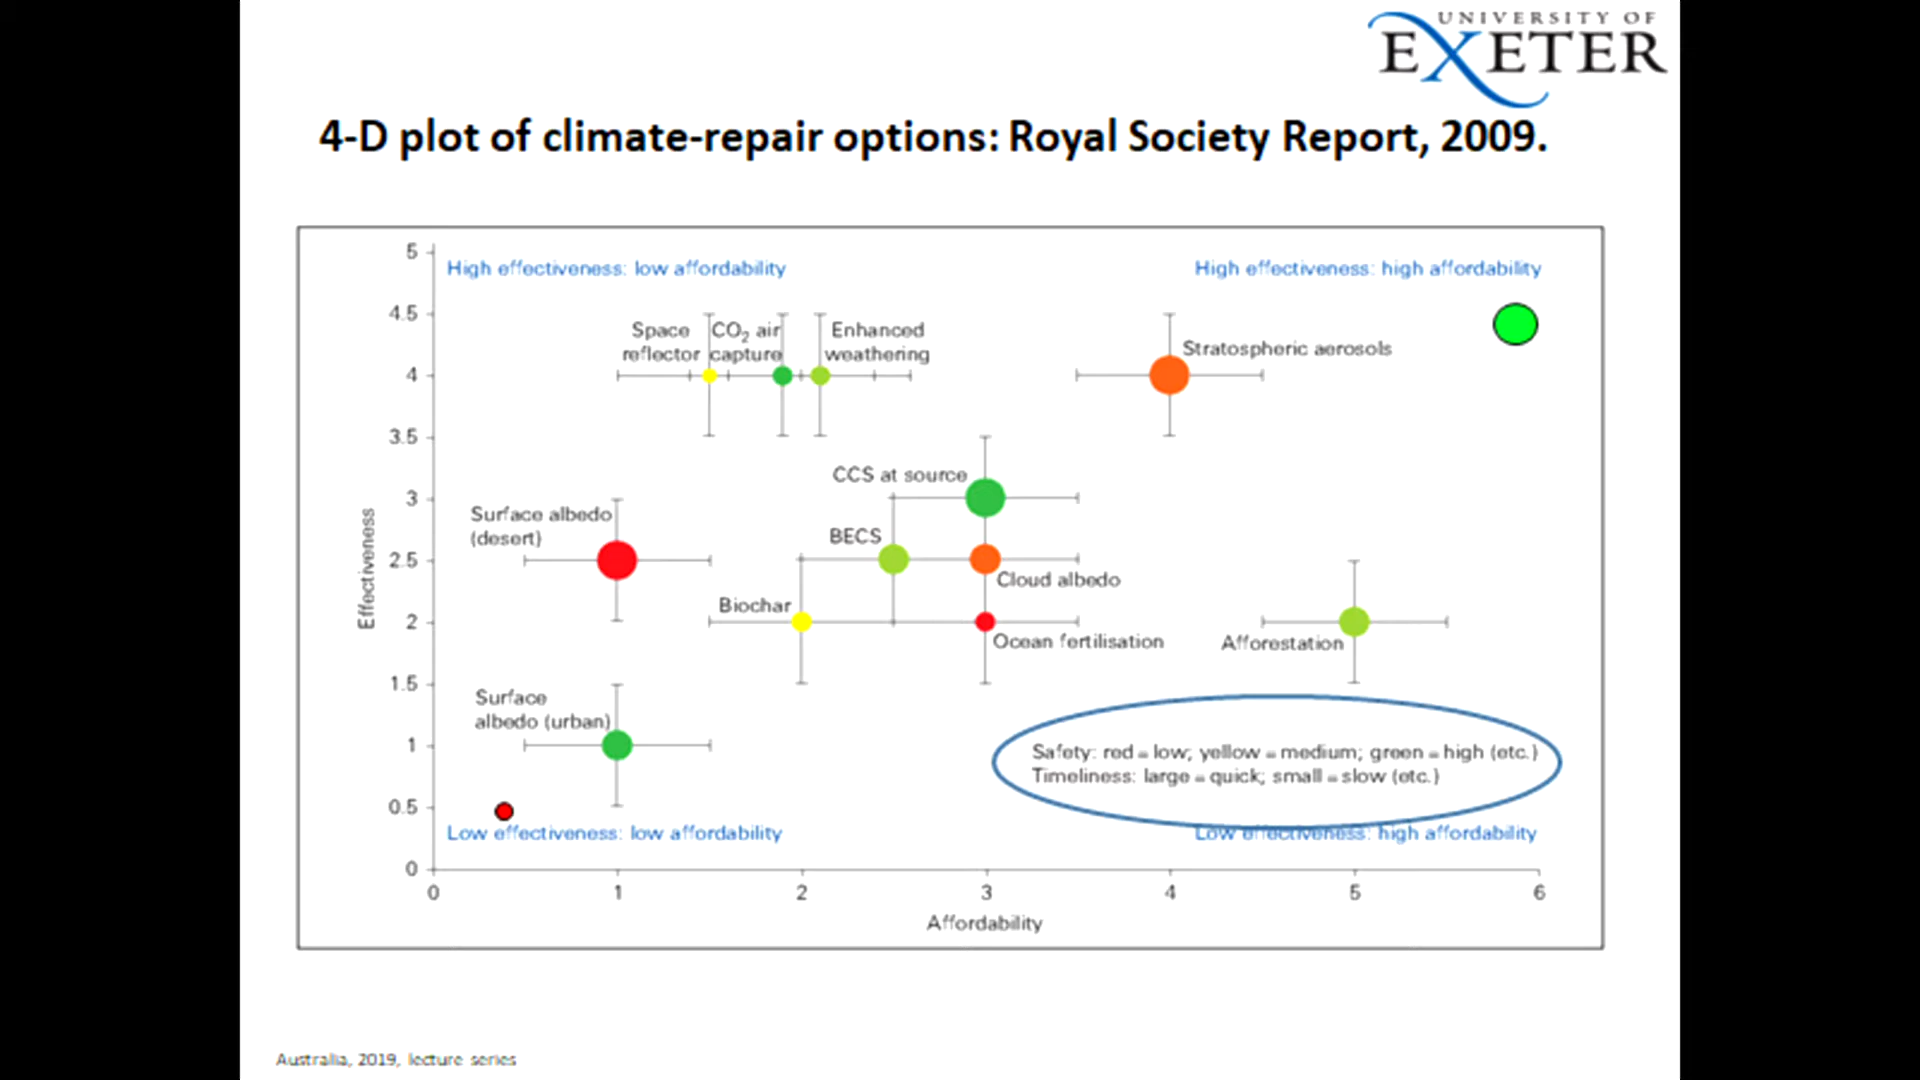 UNIVERSITY OF
EXETER
4-D plot of climate-repair options: Royal Society Report, 2009.
5
High effectiveness: low affordability
High effectiveness: high affordability
4.5
Space
reflector
CO₂ air
capture
Enhanced
weathering
Stratospheric aerosols
4
3.5
CCS at source
3
Surface albedo
(desert)
BECS
2.5
Cloud albedo
Biochar
2
Ocean fertilisation
Afforestation
1.5
Surface
albedo (urban)
1
Safety: red = low; yellow = medium; green = high (etc.)
Timeliness: large = quick; small = slow (etc.)
0.5
Low effectiveness: low affordability
Low effectiveness: high affordability
0
Effectiveness
0 1 2 3 4 5 6
Affordability
Australia, 2019, lecture series